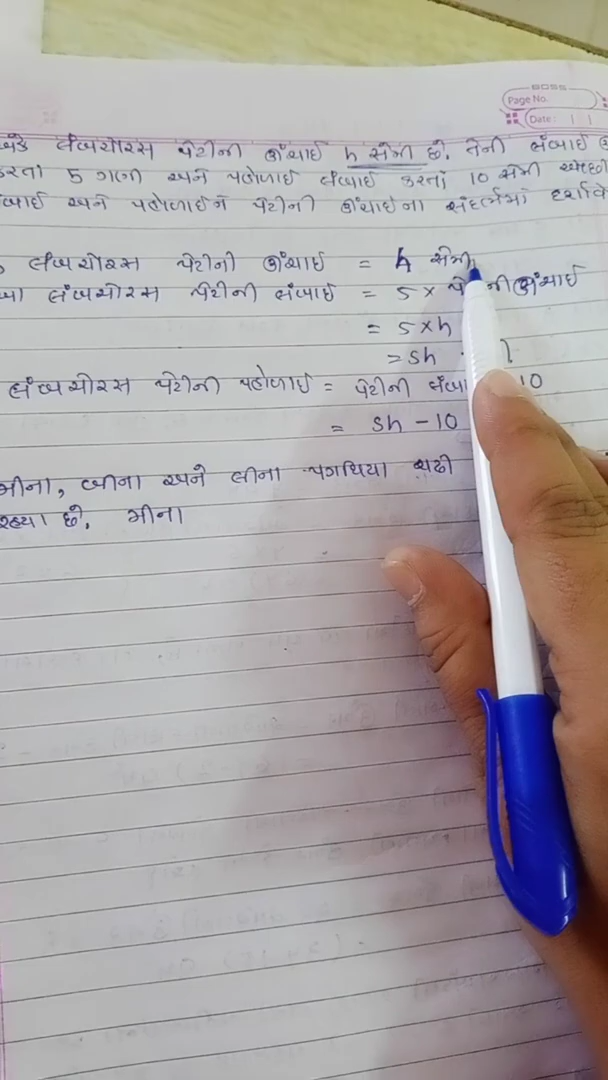 BOSS
Page No.
Date:
લંબચોરસ પેટીની ઊંચાઈ h સેમી છે. તેની લંબાઈ
કરતાં 5 ગણી અને પહોળાઈ લંબાઈ કરતાં 10 સેમી ઓછી
અને પહોળાઈને પેટીની ઊંચાઈના સંદર્ભમાં દર્શાવ
લંબચોરસ પેટીની ઊંચાઈ = h સેમી
લંબચોરસ પેટીની લંબાઈ = 5 × ઊંચાઈ
= 5 × h
= 5h
લંબચોરસ પેટીની પહોળાઈ = પેટીની 10
= 5h - 10
મીના, બીના અને લીના પગથિયા ચઢી
રહ્યા છે. મીના